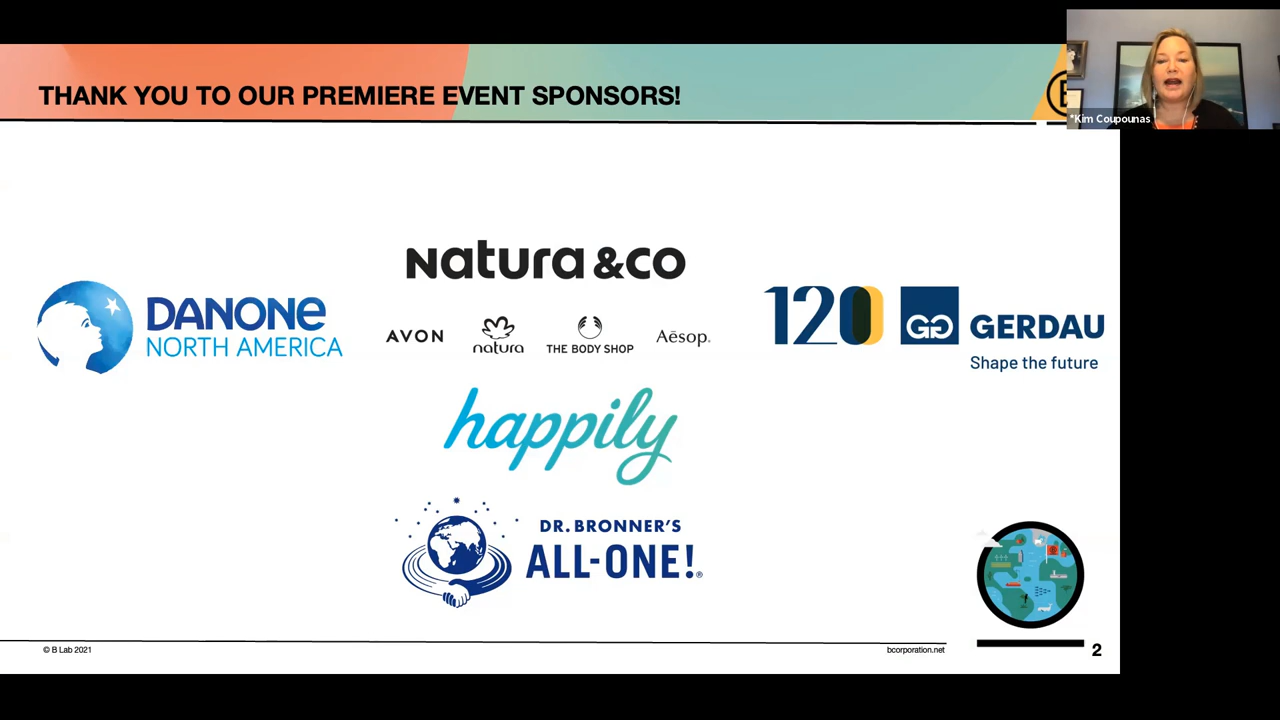 THANK YOU TO OUR PREMIERE EVENT SPONSORS!
*Kim Coupounas
natura &co
DANONE
NORTH AMERICA
AVON
natura
THE BODY SHOP
Aēsop.
120
GERDAU
Shape the future
happily
DR. BRONNER'S
ALL-ONE!®
© B Lab 2021
bcorporation.net
2